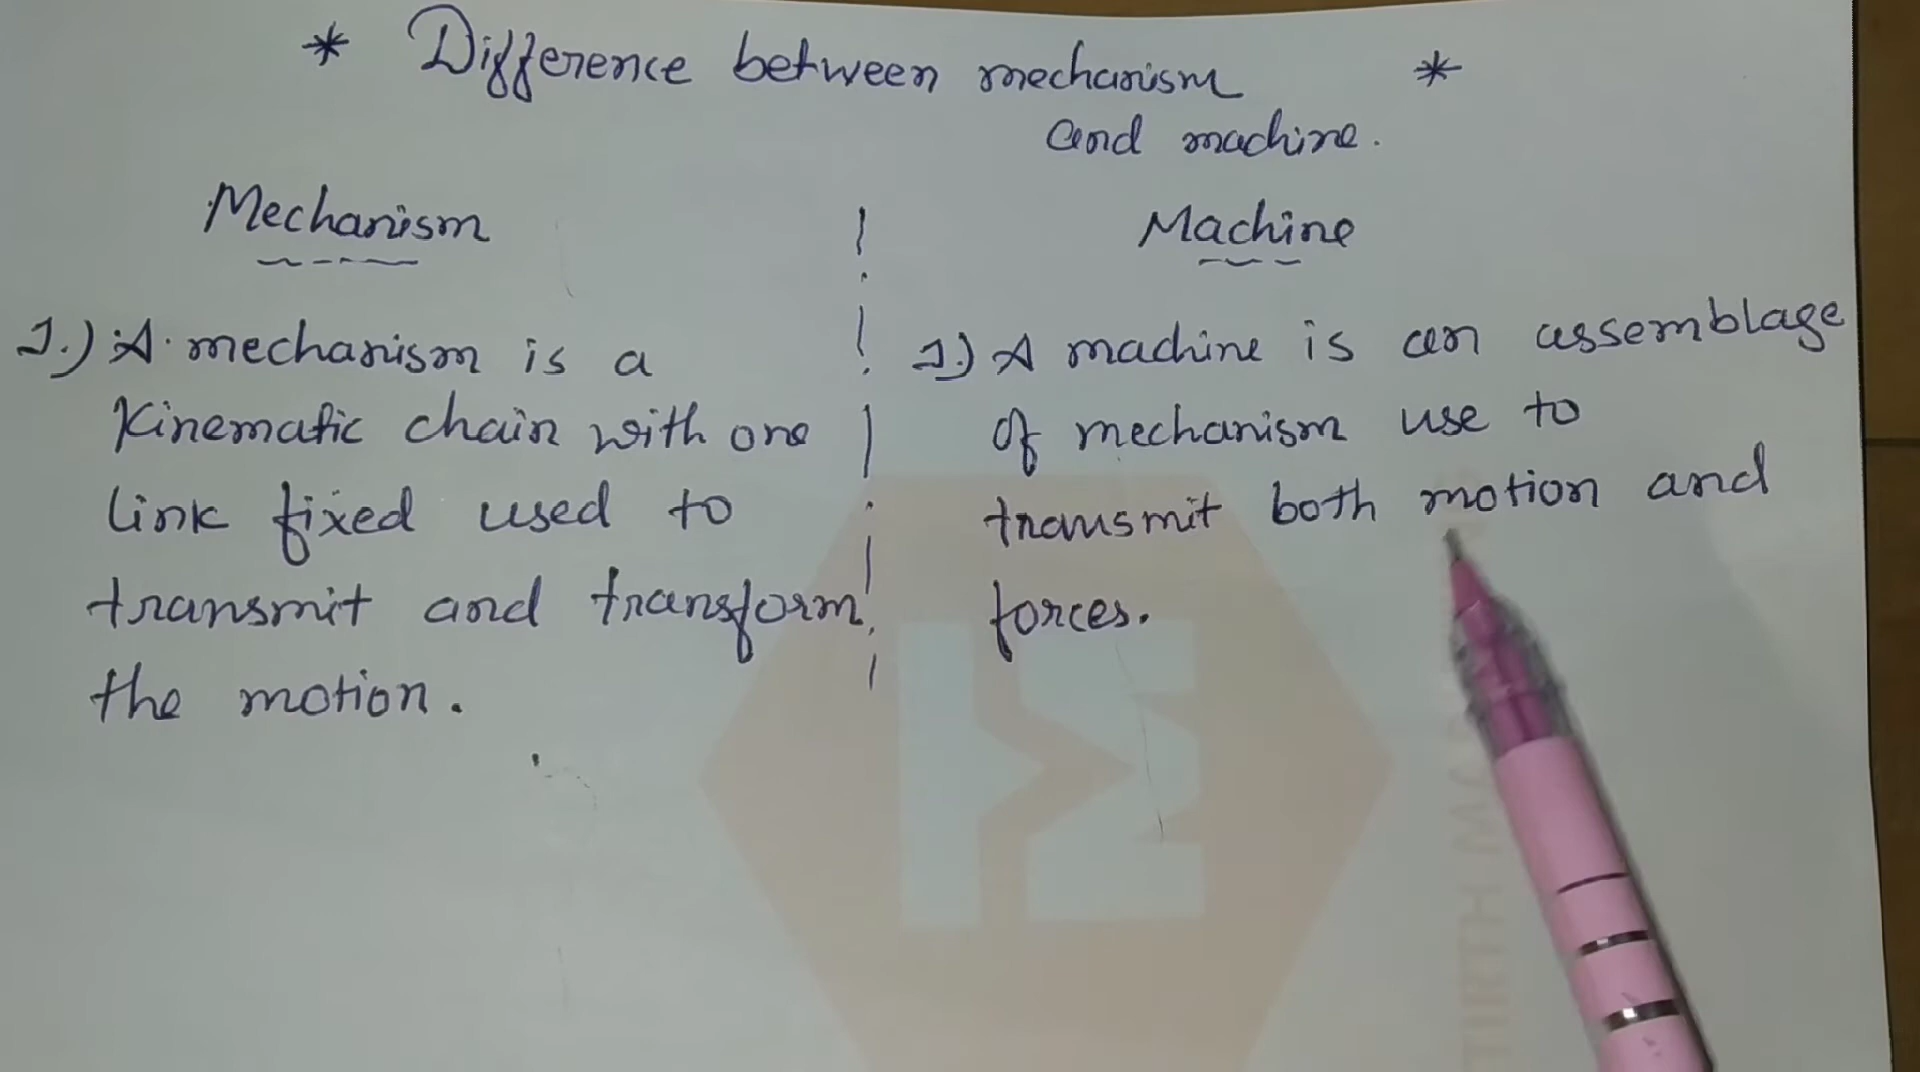 * Difference between mechanism *
and machine.
Mechanism
Machine
1.) A mechanism is a
Kinematic chain with one
link fixed used to
transmit and transform
the motion.
1.) A machine is an assemblage
of mechanism use to
transmit both motion and
forces.